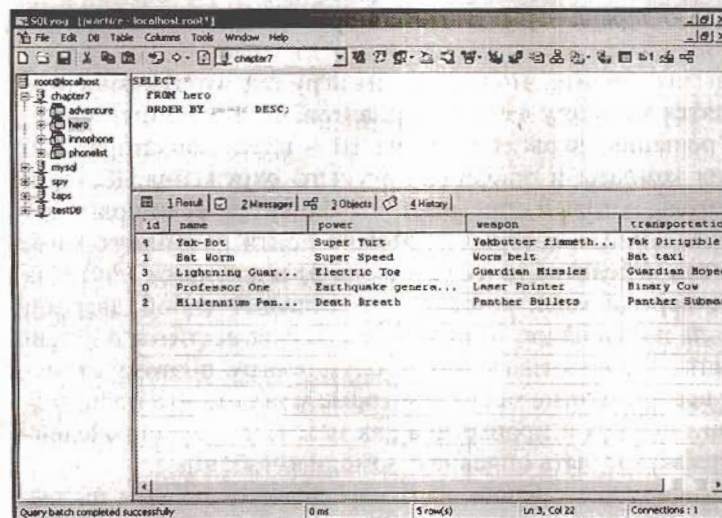 SQLyog [practice - localhost.root*]
File Edit DB Table Columns Tools Window Help
chapter7
root@localhost
chapter7
adventure
hero
innophone
phonelist
mysql
spy
taps
testDB
SELECT *
FROM hero
ORDER BY power DESC;
1 Result 2 Messages 3 Objects 4 History
id name power weapon transportatio
4 Yak-Bot Super Yurt Yakbutter flameth... Yak Dirigible
1 Bat Worm Super Speed Worm belt Bat taxi
3 Lightning Guar... Electric Toe Guardian Missles Guardian Moped
0 Professor One Earthquake genera... Laser Pointer Binary Cow
2 Millennium Pan... Death Breath Panther Bullets Panther Subma
Query batch completed successfully 0 ms 5 row(s) Ln 3, Col 22 Connections : 1